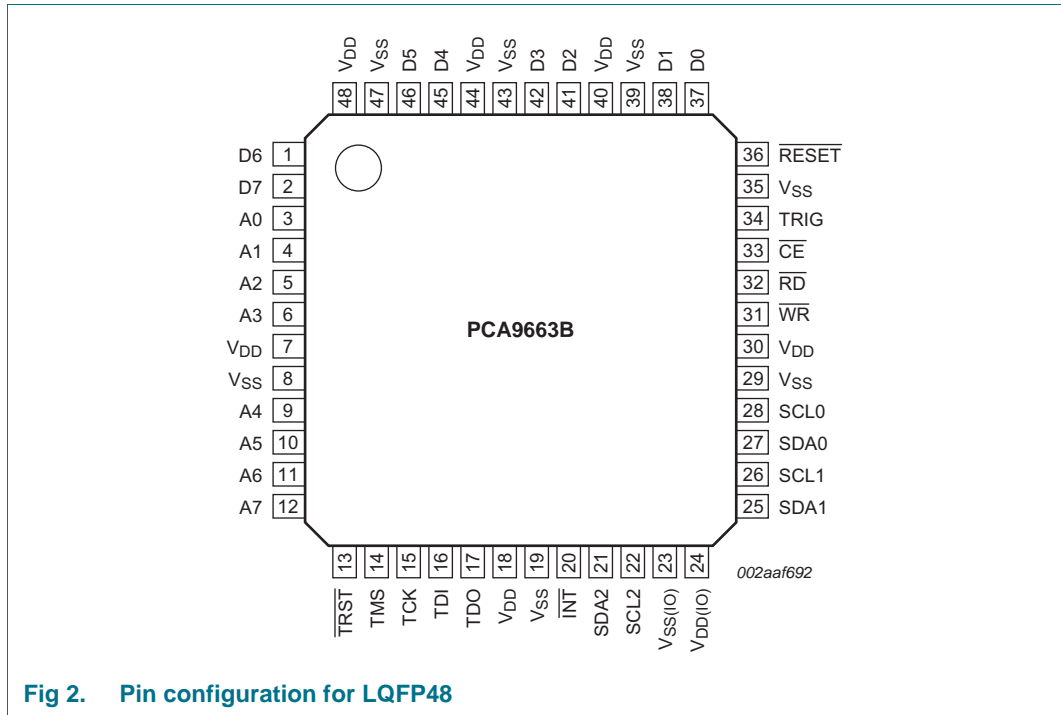 VDD VSS D5 D4 VDD VSS D3 D2 VDD VSS D1 D0
48 47 46 45 44 43 42 41 40 39 38 37
D6 1
D7 2
A0 3
A1 4
A2 5
A3 6
VDD 7
VSS 8
A4 9
A5 10
A6 11
A7 12
PCA9663B
36 RESET
35 VSS
34 TRIG
33 CE
32 RD
31 WR
30 VDD
29 VSS
28 SCL0
27 SDA0
26 SCL1
25 SDA1
13 14 15 16 17 18 19 20 21 22 23 24
TRST TMS TCK TDI TDO VDD VSS INT SDA2 SCL2 VSS(IO) VDD(IO)
002aaf692
Fig 2. Pin configuration for LQFP48